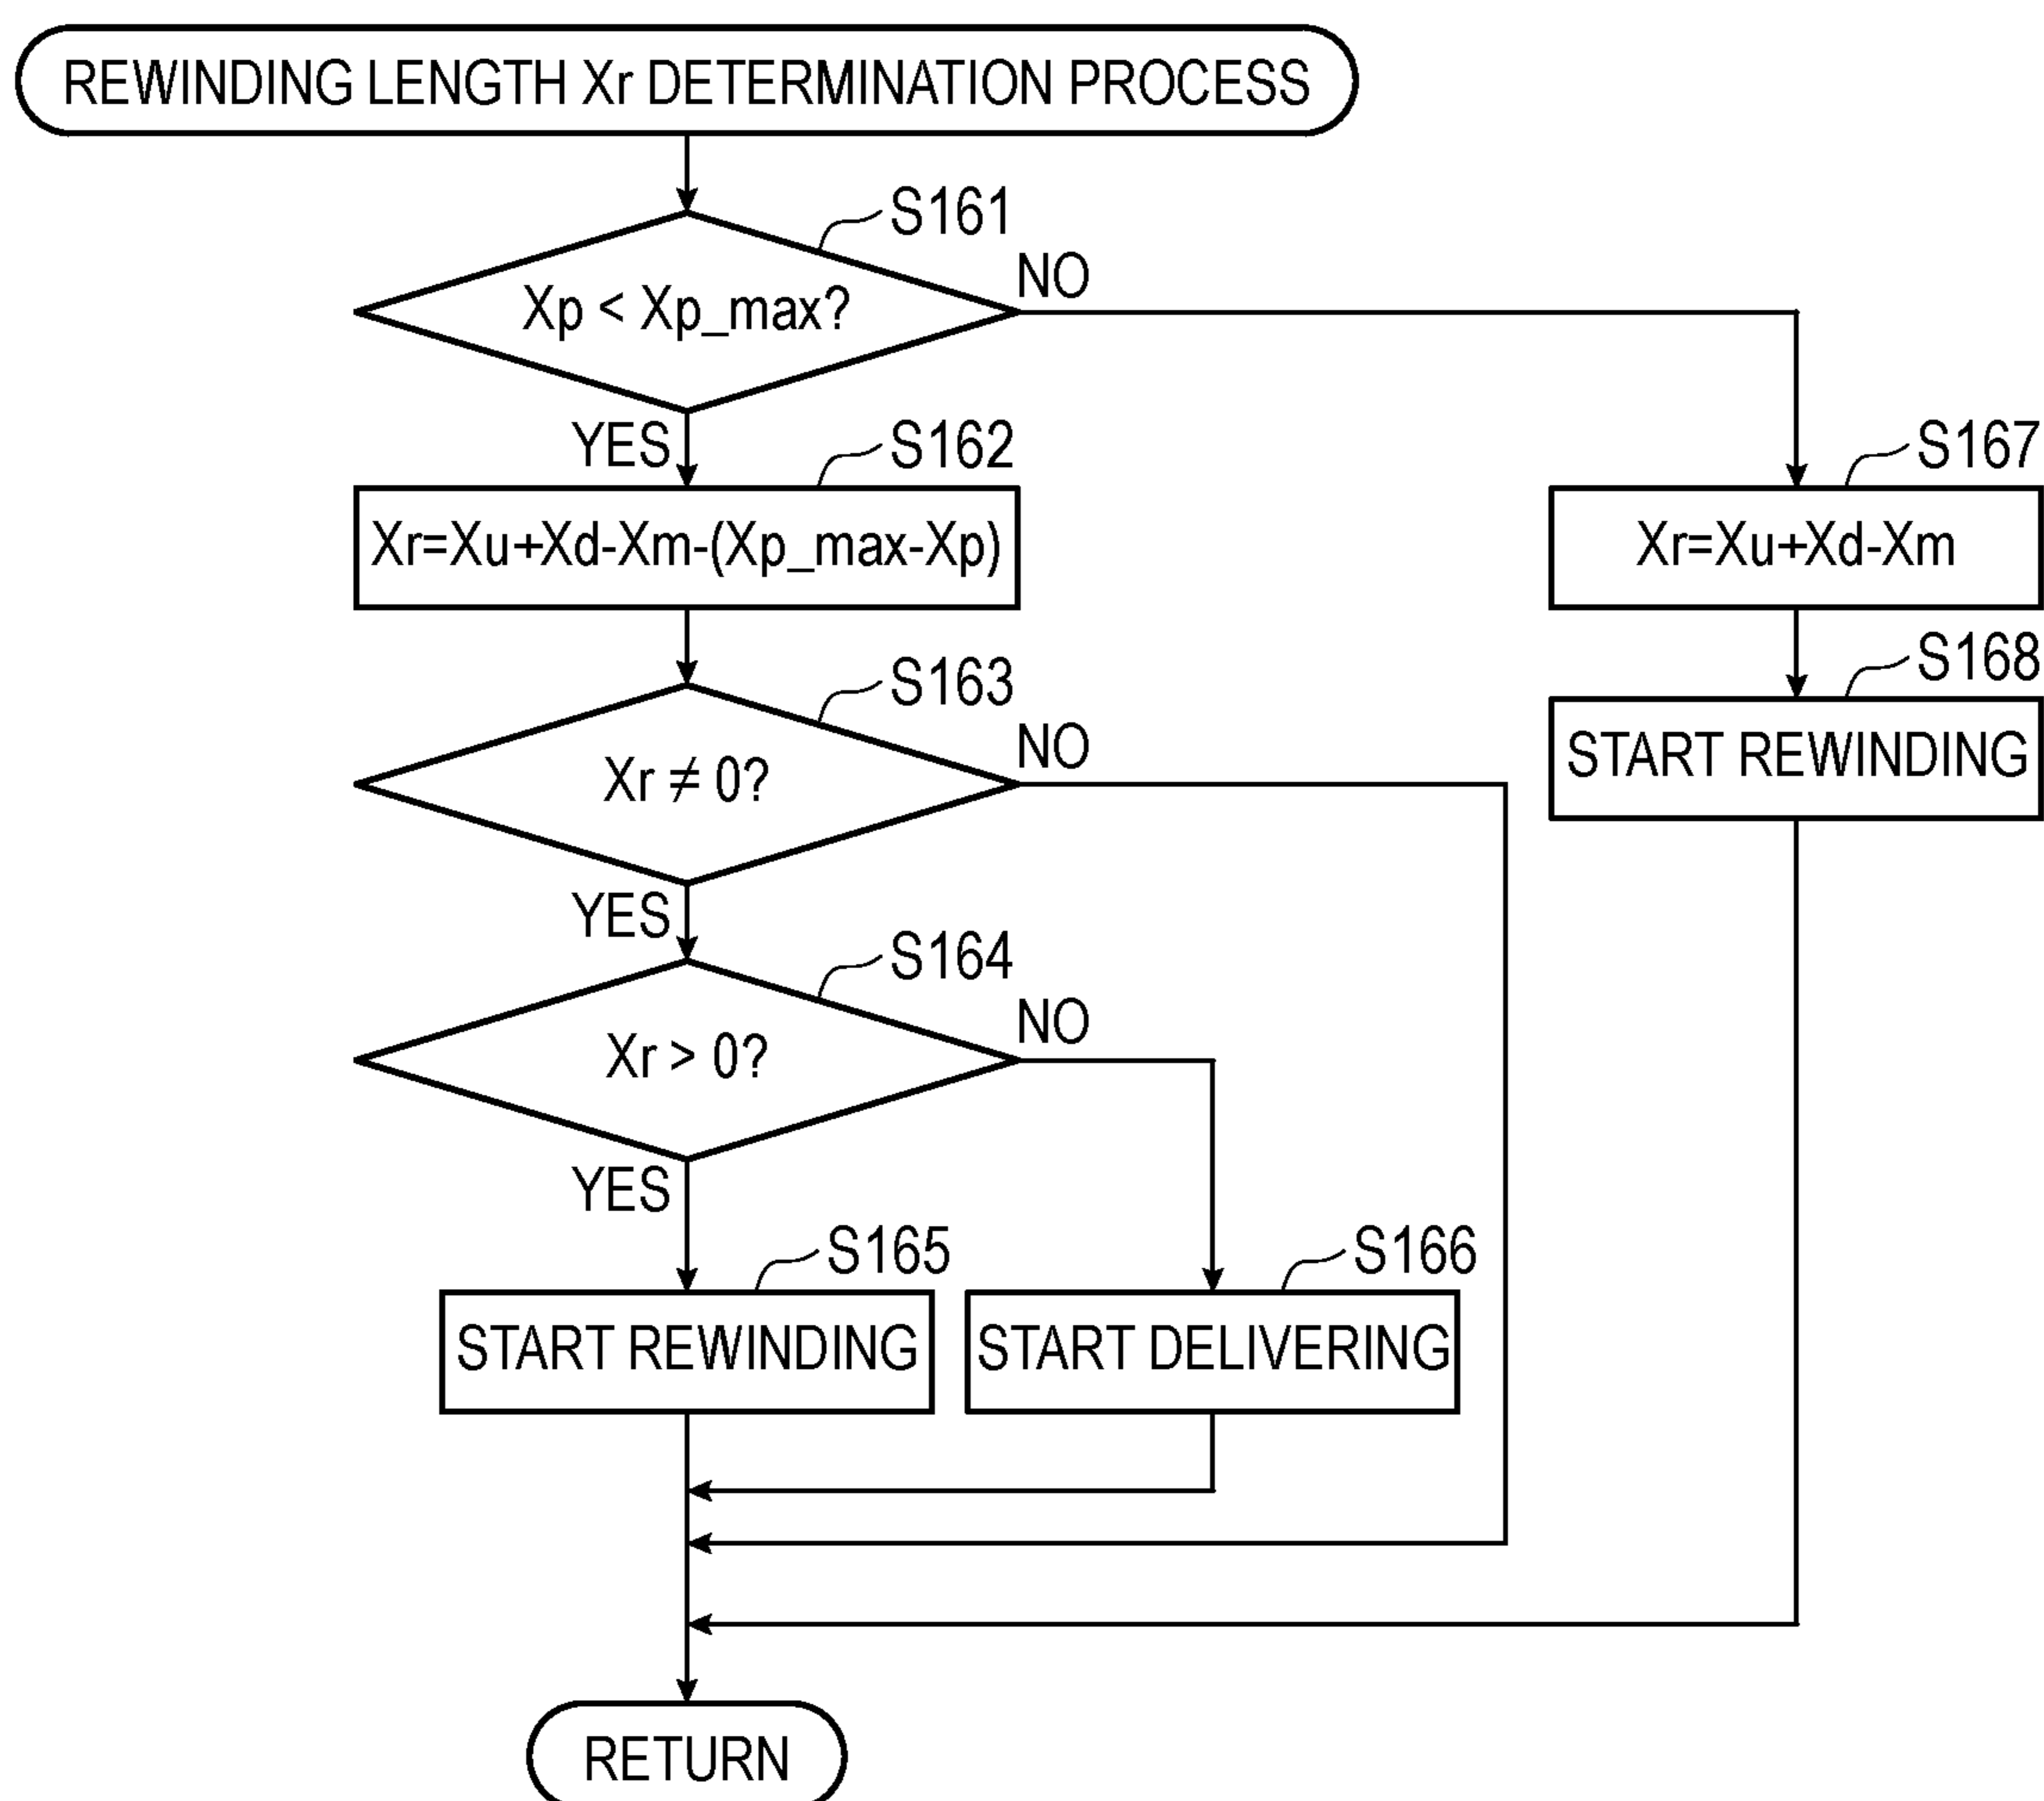 REWINDING LENGTH Xr DETERMINATION PROCESS
S161
Xp < Xp_max?
NO
YES
S162
Xr=Xu+Xd-Xm-(Xp_max-Xp)
S167
Xr=Xu+Xd-Xm
S163
Xr ≠ 0?
NO
YES
S168
START REWINDING
S164
Xr > 0?
NO
YES
S165
START REWINDING
S166
START DELIVERING
RETURN